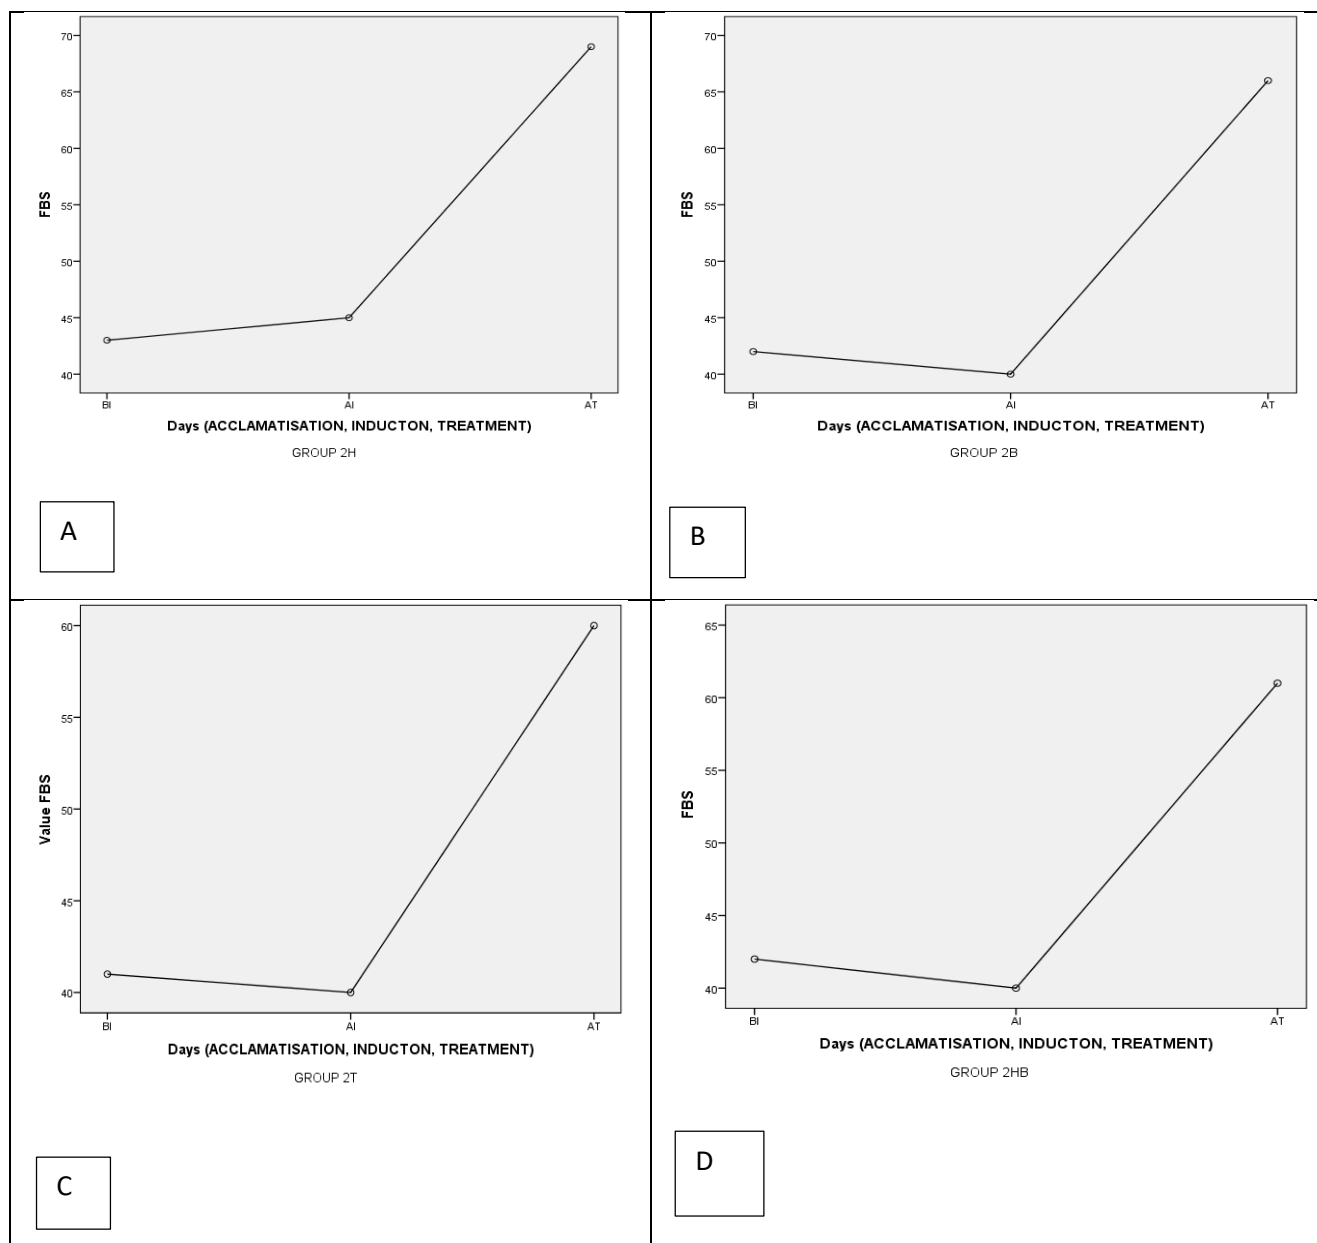 70
65
60
55
50
45
40
FBS
BI AI AT
Days (ACCLAMATISATION, INDUCTON, TREATMENT)
GROUP 2H
A
70
65
60
55
50
45
40
FBS
BI AI AT
Days (ACCLAMATISATION, INDUCTON, TREATMENT)
GROUP 2B
B
60
55
50
45
40
Value FBS
BI AI AT
Days (ACCLAMATISATION, INDUCTON, TREATMENT)
GROUP 2T
C
65
60
55
50
45
40
FBS
BI AI AT
Days (ACCLAMATISATION, INDUCTON, TREATMENT)
GROUP 2HB
D